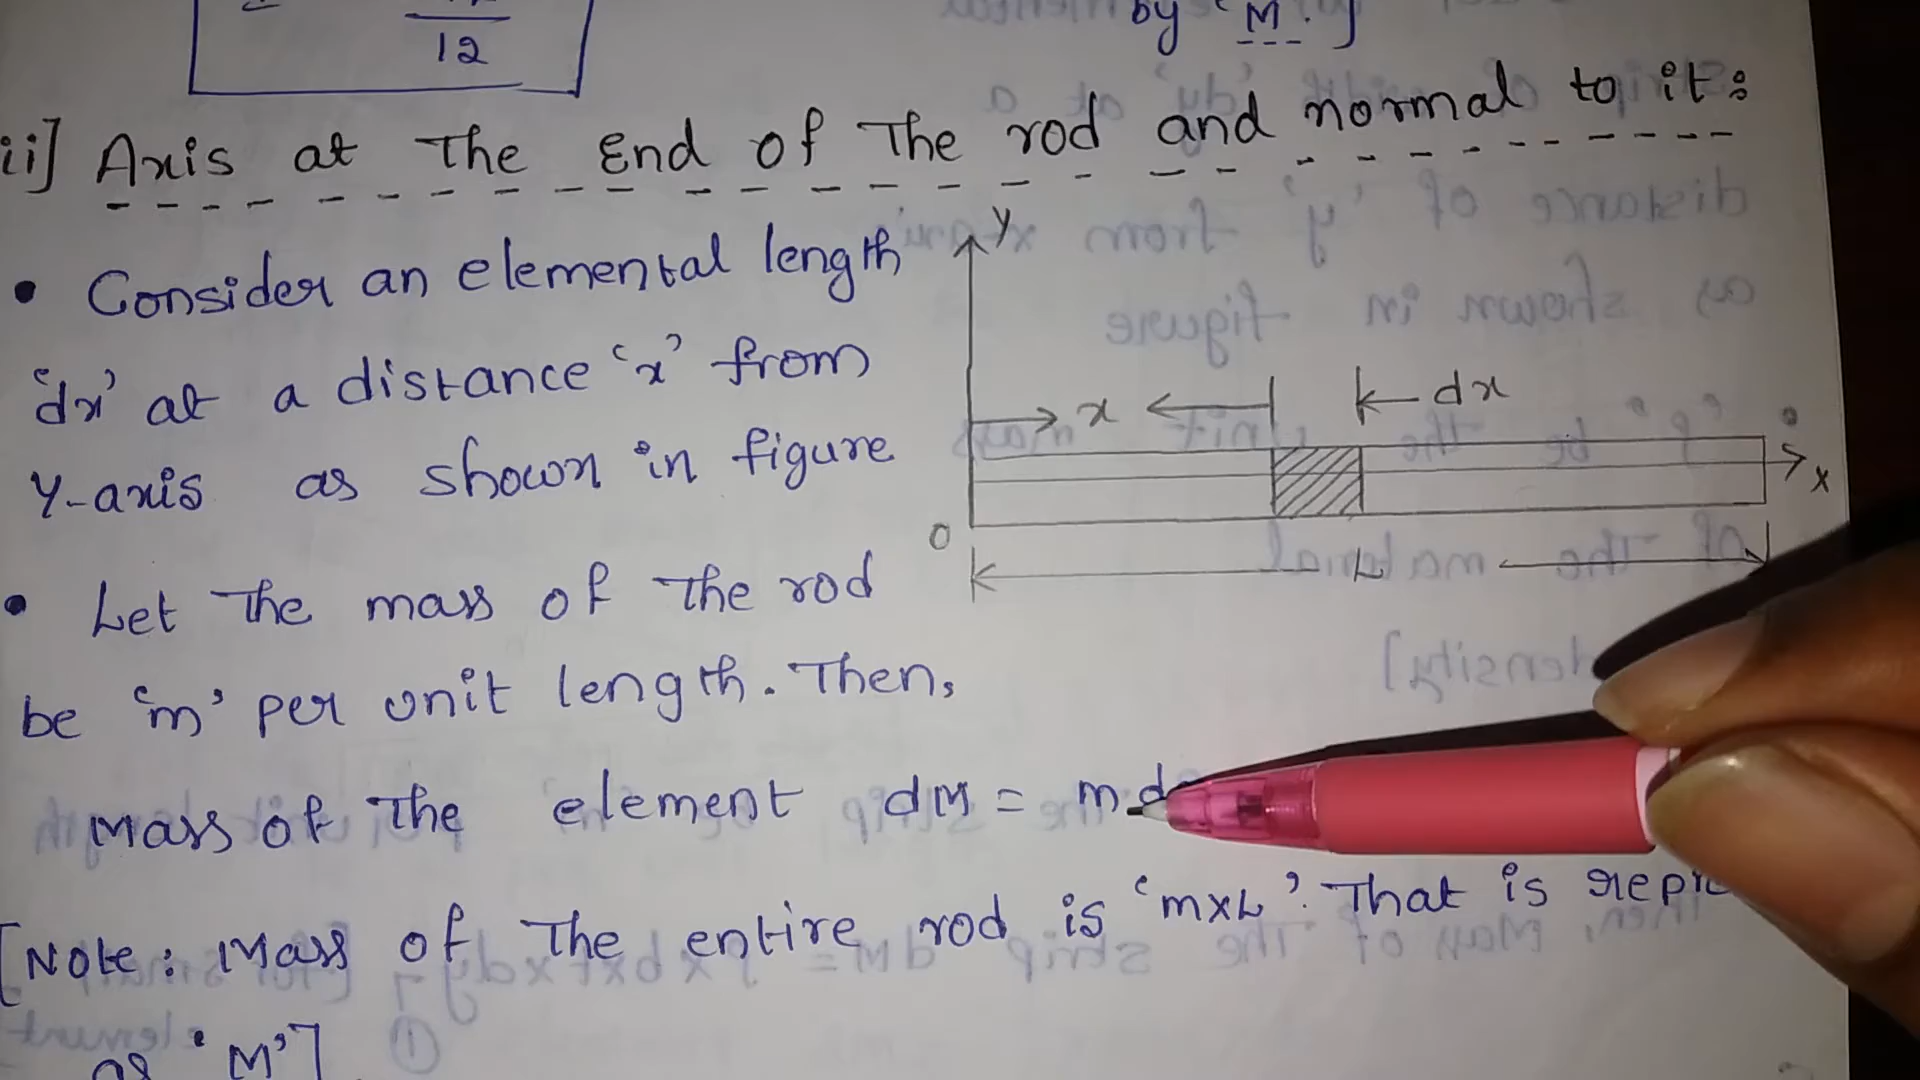 12
by 'M'.]
ii] Axis at the End of the rod and normal to it:
• Consider an elemental length
'dx' at a distance 'x' from
Y-axis as shown in figure
y
x
dx
x
O
L
• Let the mass of the rod
be 'm' per unit length. Then,
Mass of the element dM = m.d
[Note: Mass of the entire rod is 'mxL'. That is
as 'M']